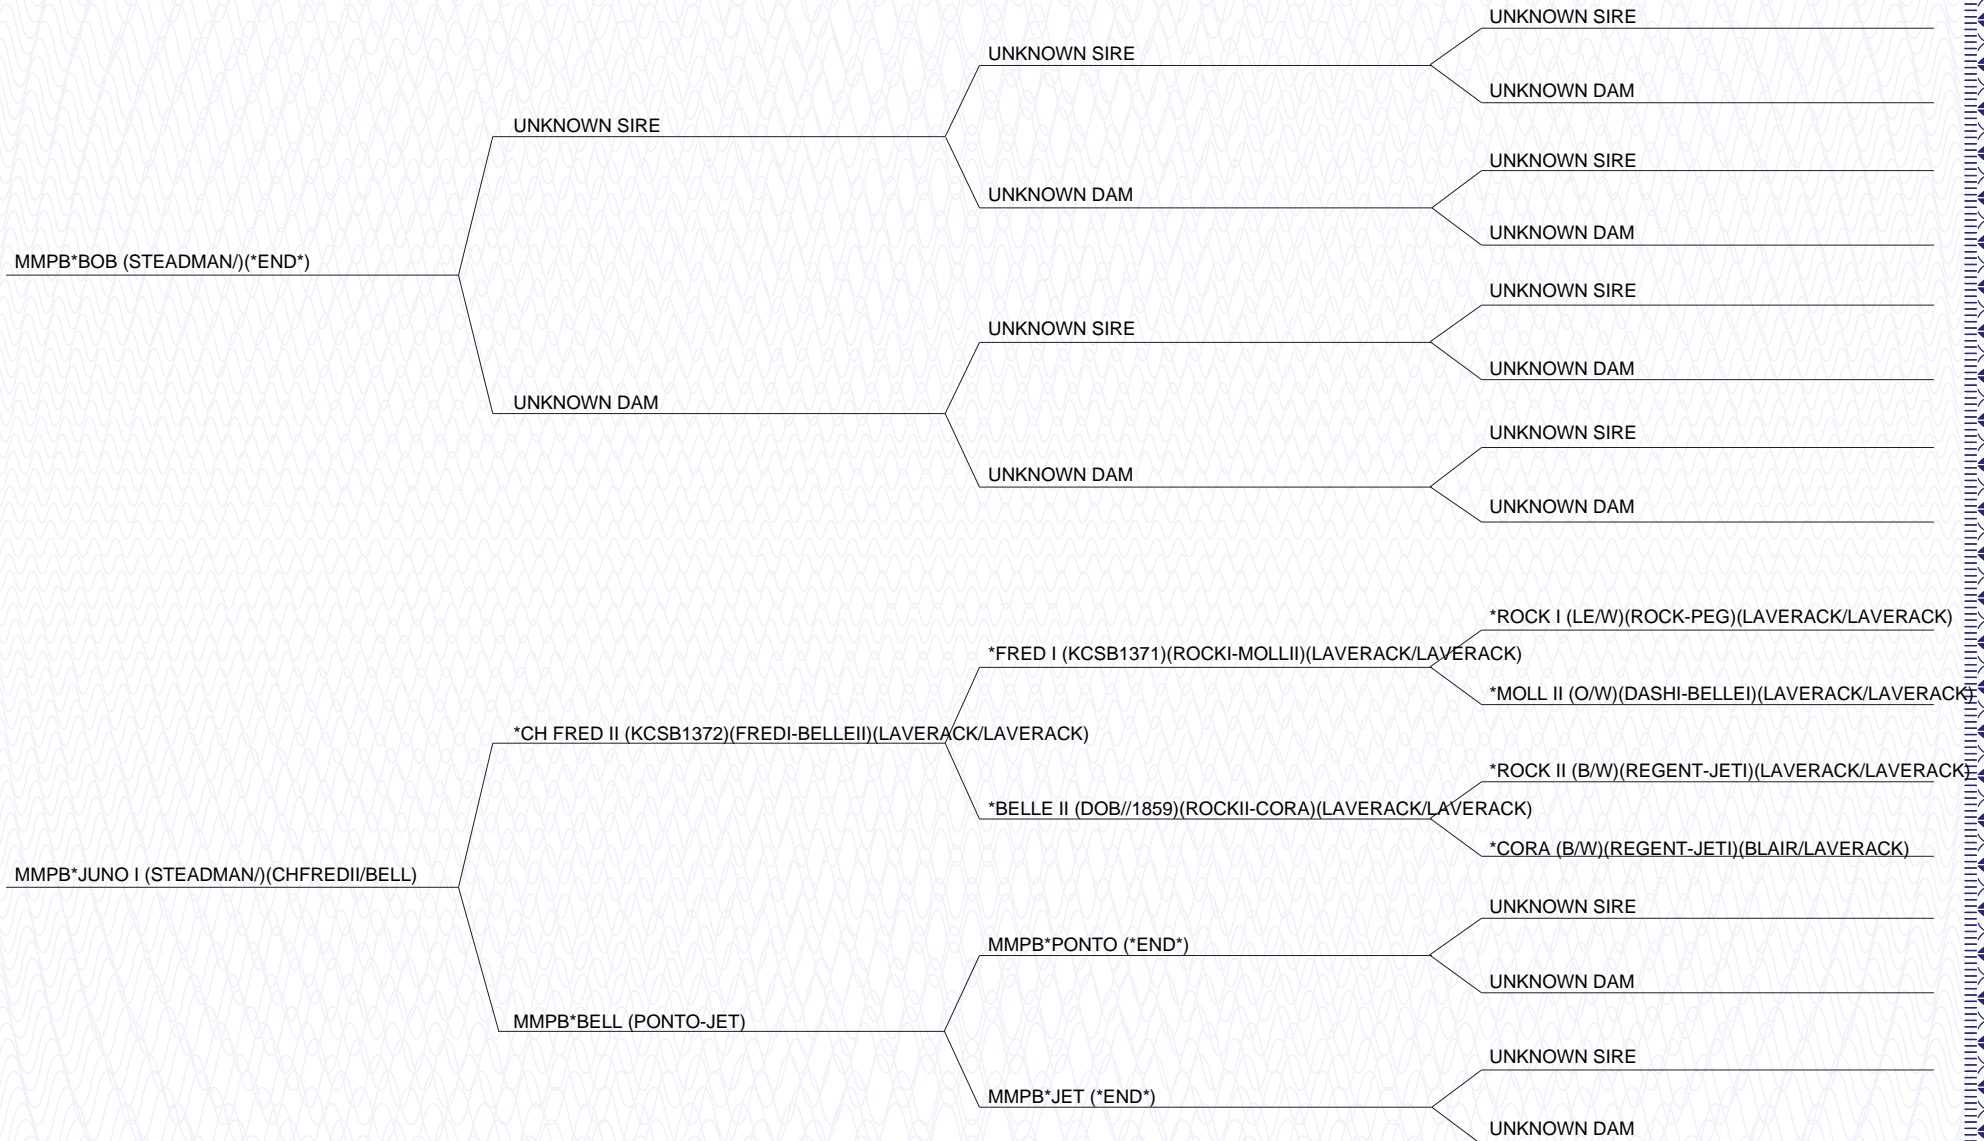 UNKNOWN SIRE
UNKNOWN SIRE
UNKNOWN DAM
UNKNOWN SIRE
UNKNOWN SIRE
UNKNOWN DAM
UNKNOWN DAM
MMPB*BOB (STEADMAN/)(*END*)
UNKNOWN SIRE
UNKNOWN SIRE
UNKNOWN DAM
UNKNOWN DAM
UNKNOWN SIRE
UNKNOWN DAM
UNKNOWN DAM
*ROCK I (LE/W)(ROCK-PEG)(LAVERACK/LAVERACK)
*FRED I (KCSB1371)(ROCKI-MOLLII)(LAVERACK/LAVERACK)
*MOLL II (O/W)(DASHI-BELLEI)(LAVERACK/LAVERACK)
*CH FRED II (KCSB1372)(FREDI-BELLEII)(LAVERACK/LAVERACK)
*ROCK II (B/W)(REGENT-JETI)(LAVERACK/LAVERACK)
*BELLE II (DOB//1859)(ROCKII-CORA)(LAVERACK/LAVERACK)
*CORA (B/W)(REGENT-JETI)(BLAIR/LAVERACK)
MMPB*JUNO I (STEADMAN/)(CHFREDII/BELL)
UNKNOWN SIRE
MMPB*PONTO (*END*)
UNKNOWN DAM
MMPB*BELL (PONTO-JET)
UNKNOWN SIRE
MMPB*JET (*END*)
UNKNOWN DAM